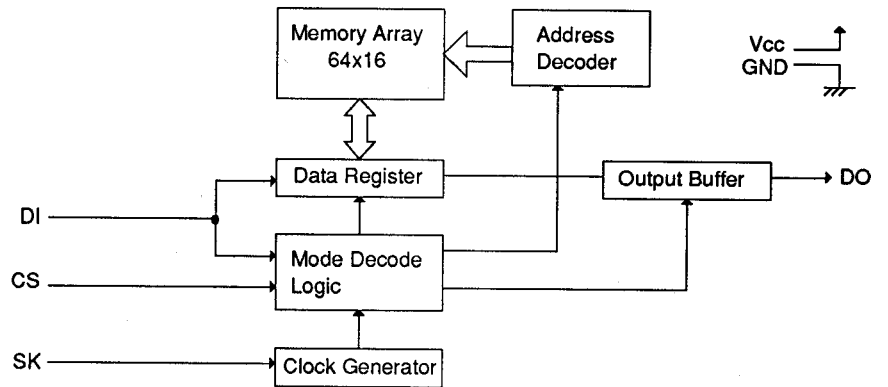 Memory Array
64x16
Address
Decoder
Vcc
GND
Data Register
Output Buffer
DO
DI
Mode Decode
Logic
CS
SK
Clock Generator